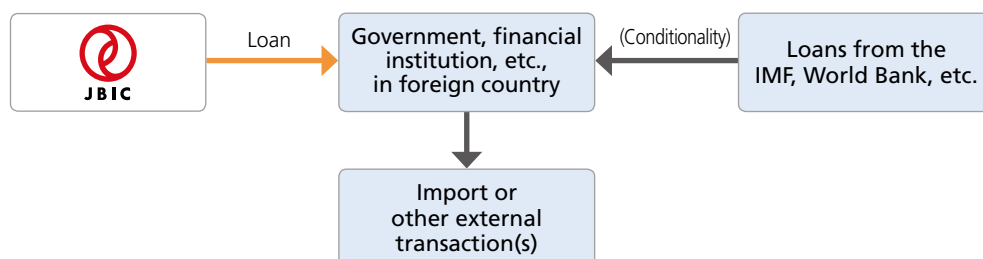 JBIC
Loan
Government, financial
institution, etc.,
in foreign country
(Conditionality)
Loans from the
IMF, World Bank, etc.
Import or
other external
transaction(s)